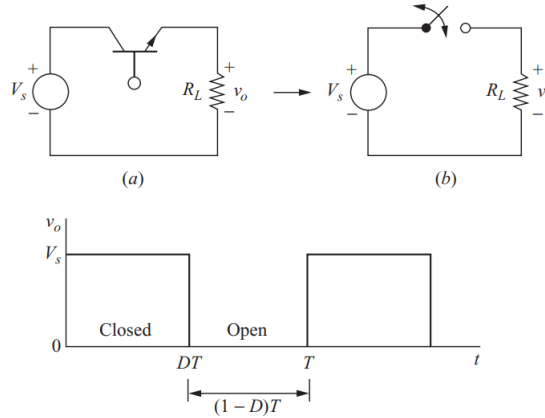 + V_s − R_L + v_o −
+ V_s − R_L + v −
(a) (b)
v_o
V_s
Closed Open
0 DT T t
(1 − D)T